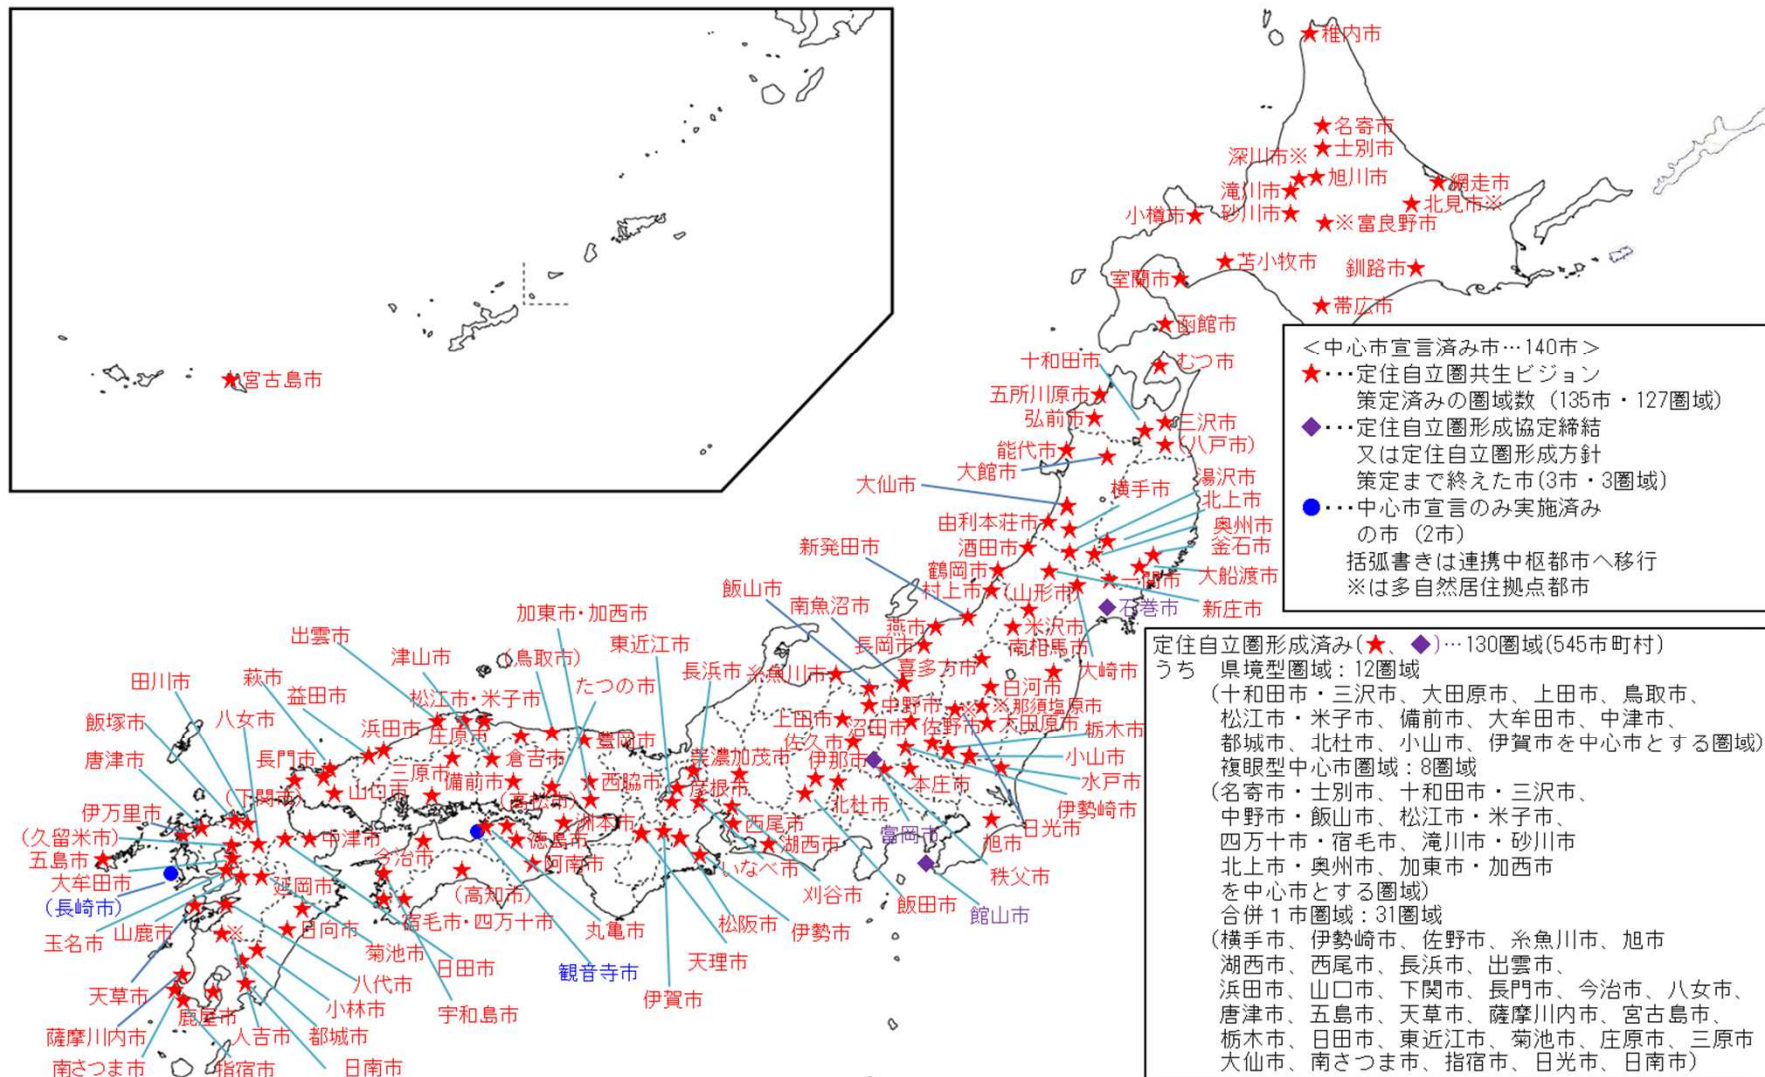 稚内市
名寄市
士別市
深川市※
旭川市
滝川市
網走市
北見市※
小樽市
砂川市
※富良野市
苫小牧市
釧路市
室蘭市
帯広市
函館市
宮古島市
<中心市宣言済み市…140市>
★･･･定住自立圏共生ビジョン
策定済みの圏域数(135市・127圏域)
◆･･･定住自立圏形成協定締結
又は定住自立圏形成方針
策定まで終えた市(3市・3圏域)
●･･･中心市宣言のみ実施済み
の市(2市)
括弧書きは連携中枢都市へ移行
※は多自然居住拠点都市
十和田市
むつ市
五所川原市
弘前市
三沢市
(八戸市)
能代市
大館市
大仙市
横手市
湯沢市
北上市
奥州市
由利本荘市
釜石市
新発田市
酒田市
大船渡市
鶴岡市
一関市
飯山市
村上市
(山形市)
新庄市
石巻市
南魚沼市
燕市
米沢市
長岡市
南相馬市
喜多方市
大崎市
加東市・加西市
出雲市
東近江市
津山市
(鳥取市)
長浜市
糸魚川市
白河市
田川市
萩市
松江市・米子市
たつの市
中野市
※
※那須塩原市
益田市
上田市
沼田市
佐野市
大田原市
栃木市
飯塚市
八女市
浜田市
庄原市
豊岡市
佐久市
小山市
唐津市
長門市
倉吉市
美濃加茂市
伊那市
水戸市
三原市
備前市
西脇市
彦根市
北杜市
本庄市
伊勢崎市
伊万里市
(下関市)
山口市
(高松市)
洲本市
西尾市
富岡市
日光市
(久留米市)
中津市
徳島市
湖西市
旭市
五島市
今治市
阿南市
いなべ市
秩父市
大牟田市
延岡市
(高知市)
刈谷市
(長崎市)
宿毛市・四万十市
飯田市
館山市
玉名市
山鹿市
※
日向市
丸亀市
松阪市
伊勢市
菊池市
日田市
観音寺市
天理市
天草市
八代市
小林市
宇和島市
伊賀市
薩摩川内市
鹿屋市
人吉市
都城市
南さつま市
指宿市
日南市
定住自立圏形成済み(★、◆)…130圏域(545市町村)
うち 県境型圏域:12圏域
(十和田市・三沢市、大田原市、上田市、鳥取市、
松江市・米子市、備前市、大牟田市、中津市、
都城市、北杜市、小山市、伊賀市を中心市とする圏域)
複眼型中心市圏域:8圏域
(名寄市・士別市、十和田市・三沢市、
中野市・飯山市、松江市・米子市、
四万十市・宿毛市、滝川市・砂川市
北上市・奥州市、加東市・加西市
を中心市とする圏域)
合併1市圏域:31圏域
(横手市、伊勢崎市、佐野市、糸魚川市、旭市
湖西市、西尾市、長浜市、出雲市、
浜田市、山口市、下関市、長門市、今治市、八女市、
唐津市、五島市、天草市、薩摩川内市、宮古島市、
栃木市、日田市、東近江市、菊池市、庄原市、三原市
大仙市、南さつま市、指宿市、日光市、日南市)